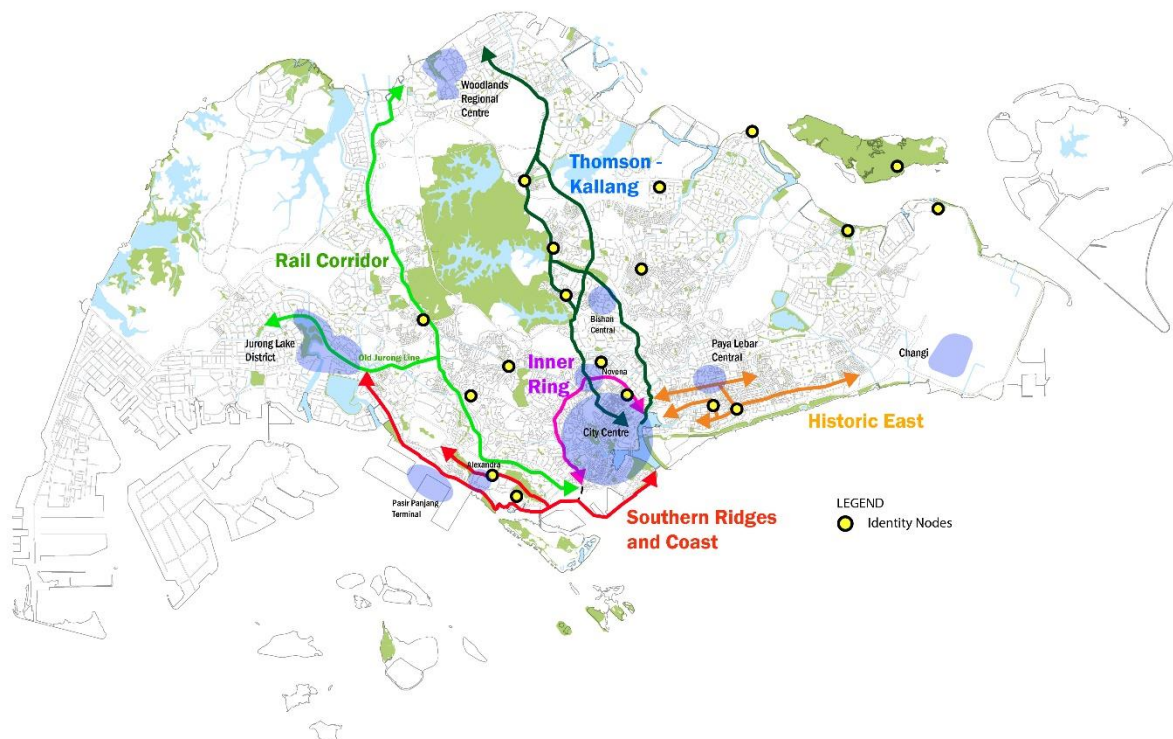 Woodlands
Regional
Centre
Thomson -
Kallang
Rail Corridor
Jurong Lake
District
Old Jurong Line
Bishan
Central
Inner
Ring
Novena
Paya Lebar
Central
Changi
City Centre
Historic East
Alexandra
Pasir Panjang
Terminal
Southern Ridges
and Coast
LEGEND
Identity Nodes